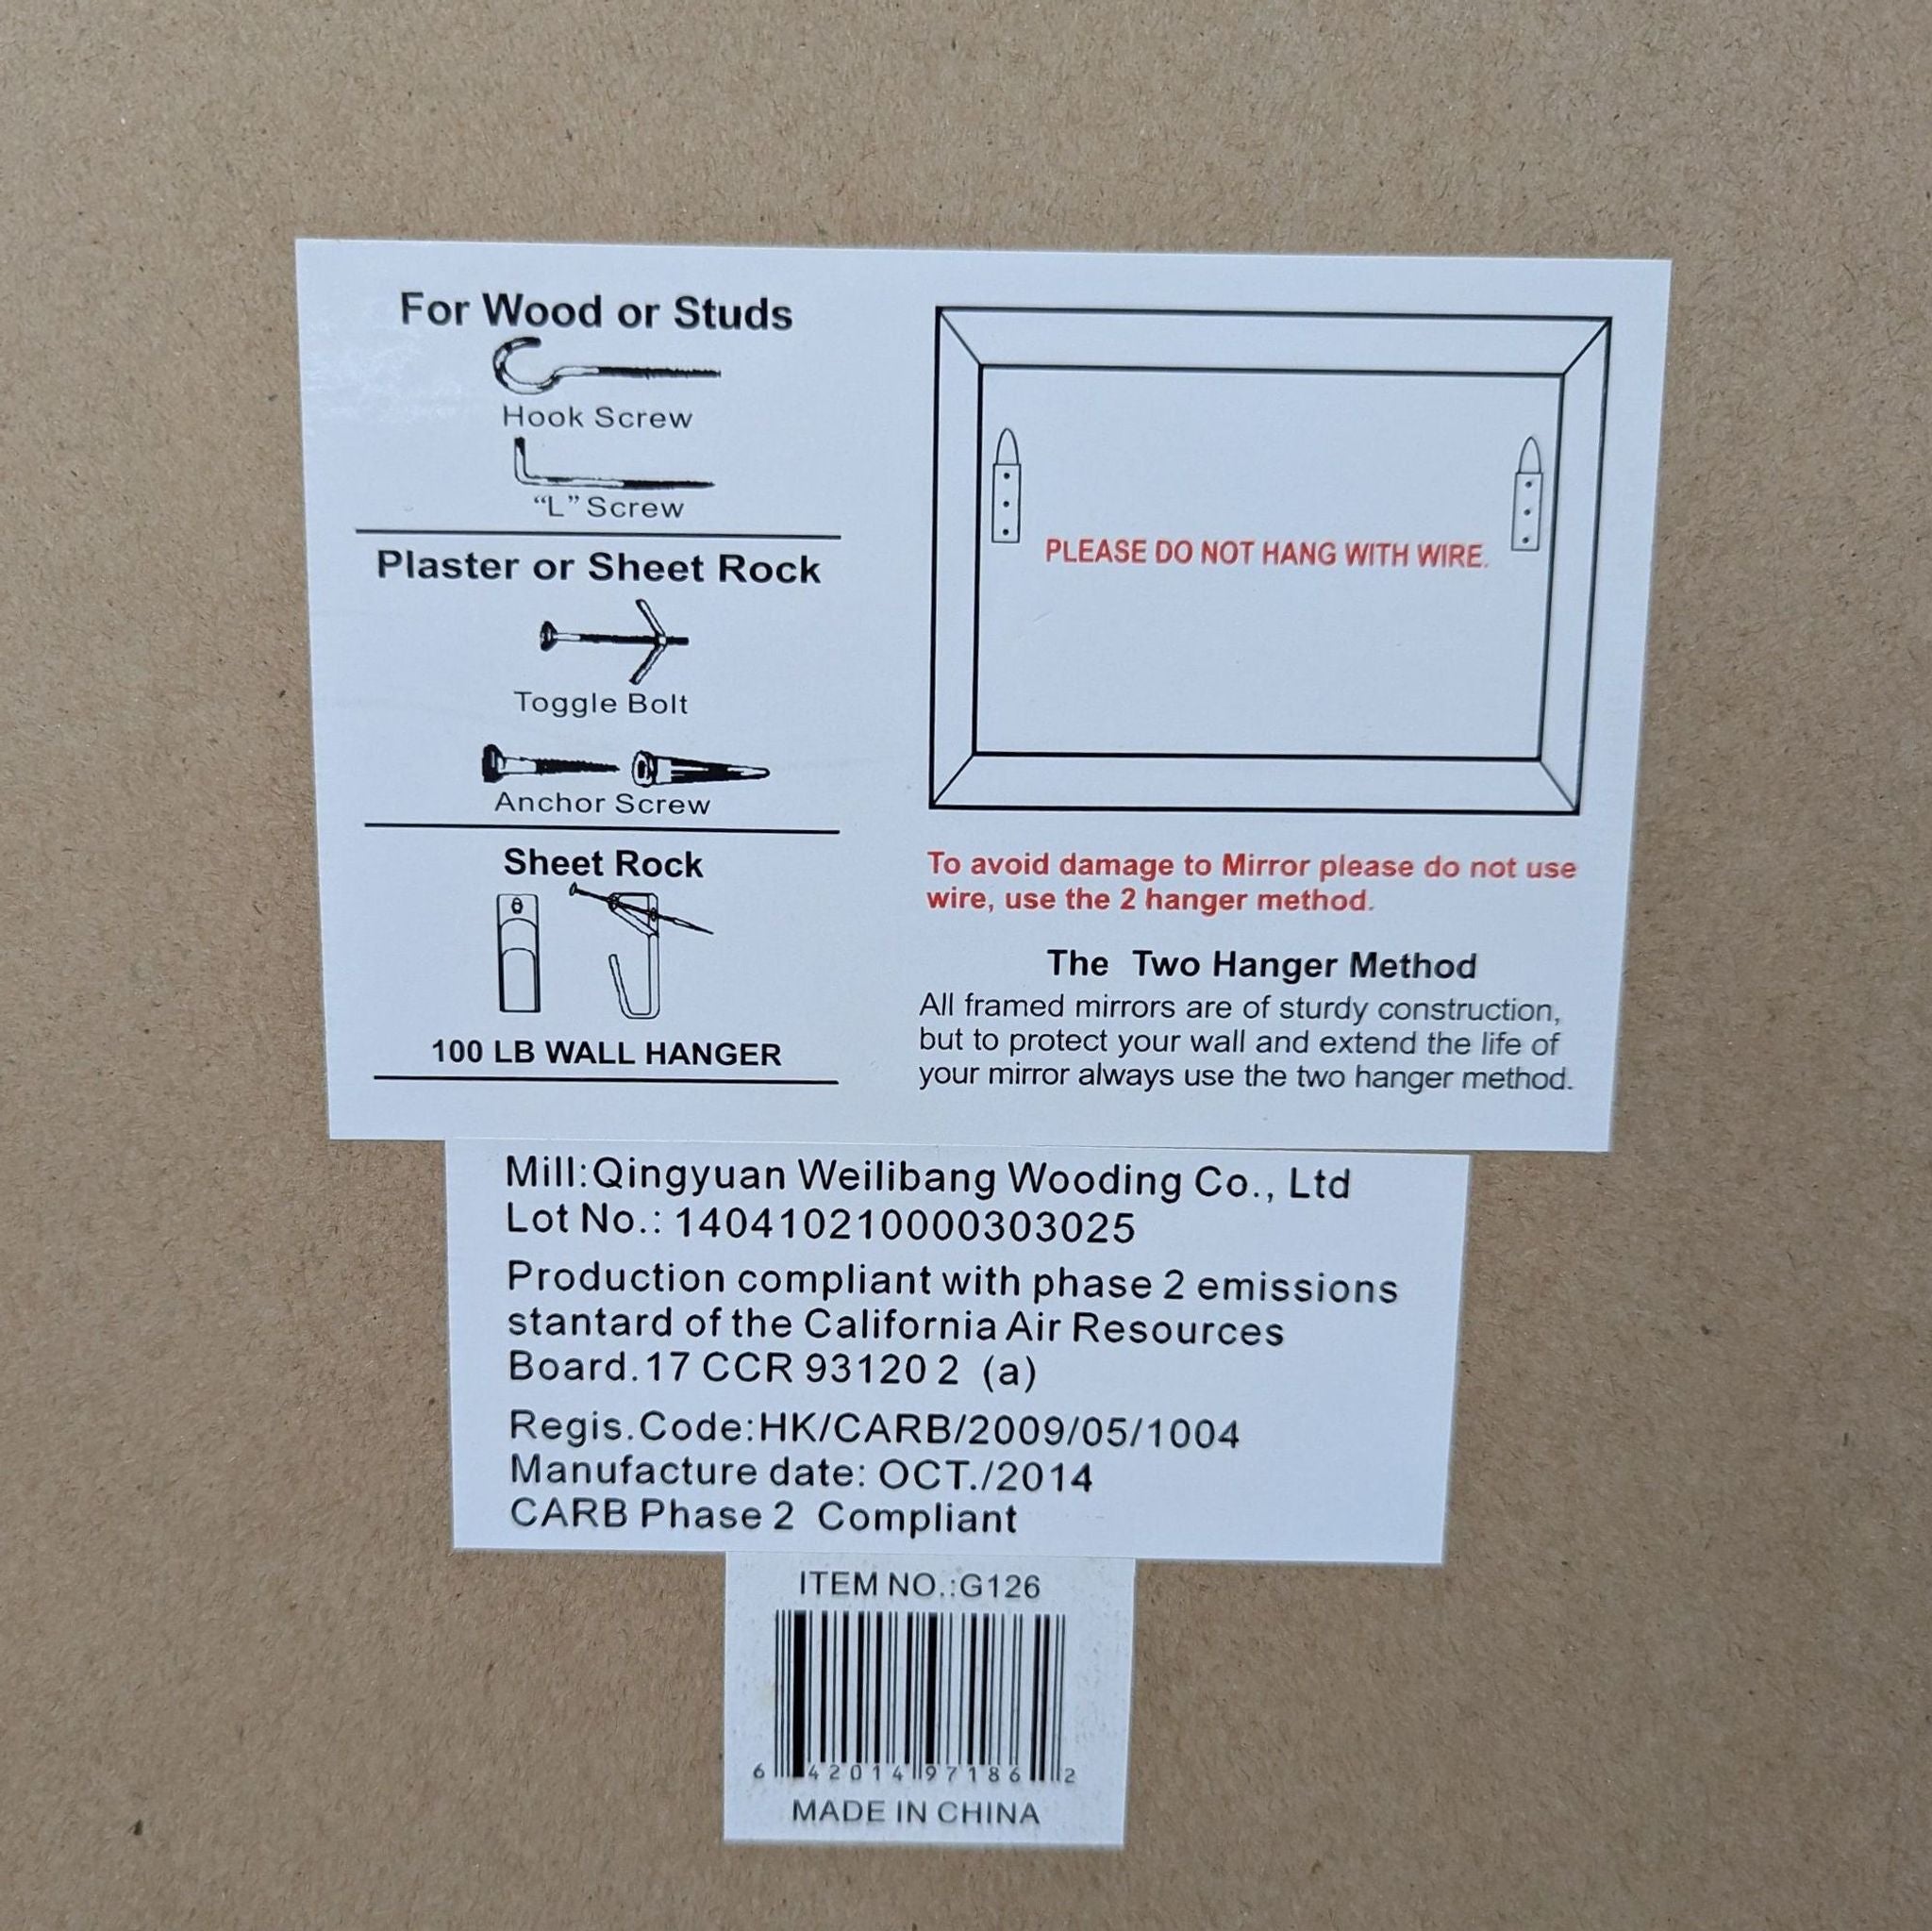 For Wood or Studs
Hook Screw
“L” Screw
Plaster or Sheet Rock
Toggle Bolt
Anchor Screw
Sheet Rock
100 LB WALL HANGER
PLEASE DO NOT HANG WITH WIRE.
To avoid damage to Mirror please do not use
wire, use the 2 hanger method.
The Two Hanger Method
All framed mirrors are of sturdy construction,
but to protect your wall and extend the life of
your mirror always use the two hanger method.
Mill:Qingyuan Weilibang Wooding Co., Ltd
Lot No.: 140410210000303025
Production compliant with phase 2 emissions
stantard of the California Air Resources
Board.17 CCR 93120 2 (a)
Regis.Code:HK/CARB/2009/05/1004
Manufacture date: OCT./2014
CARB Phase 2 Compliant
ITEM NO.:G126
6 42014 97186 2
MADE IN CHINA